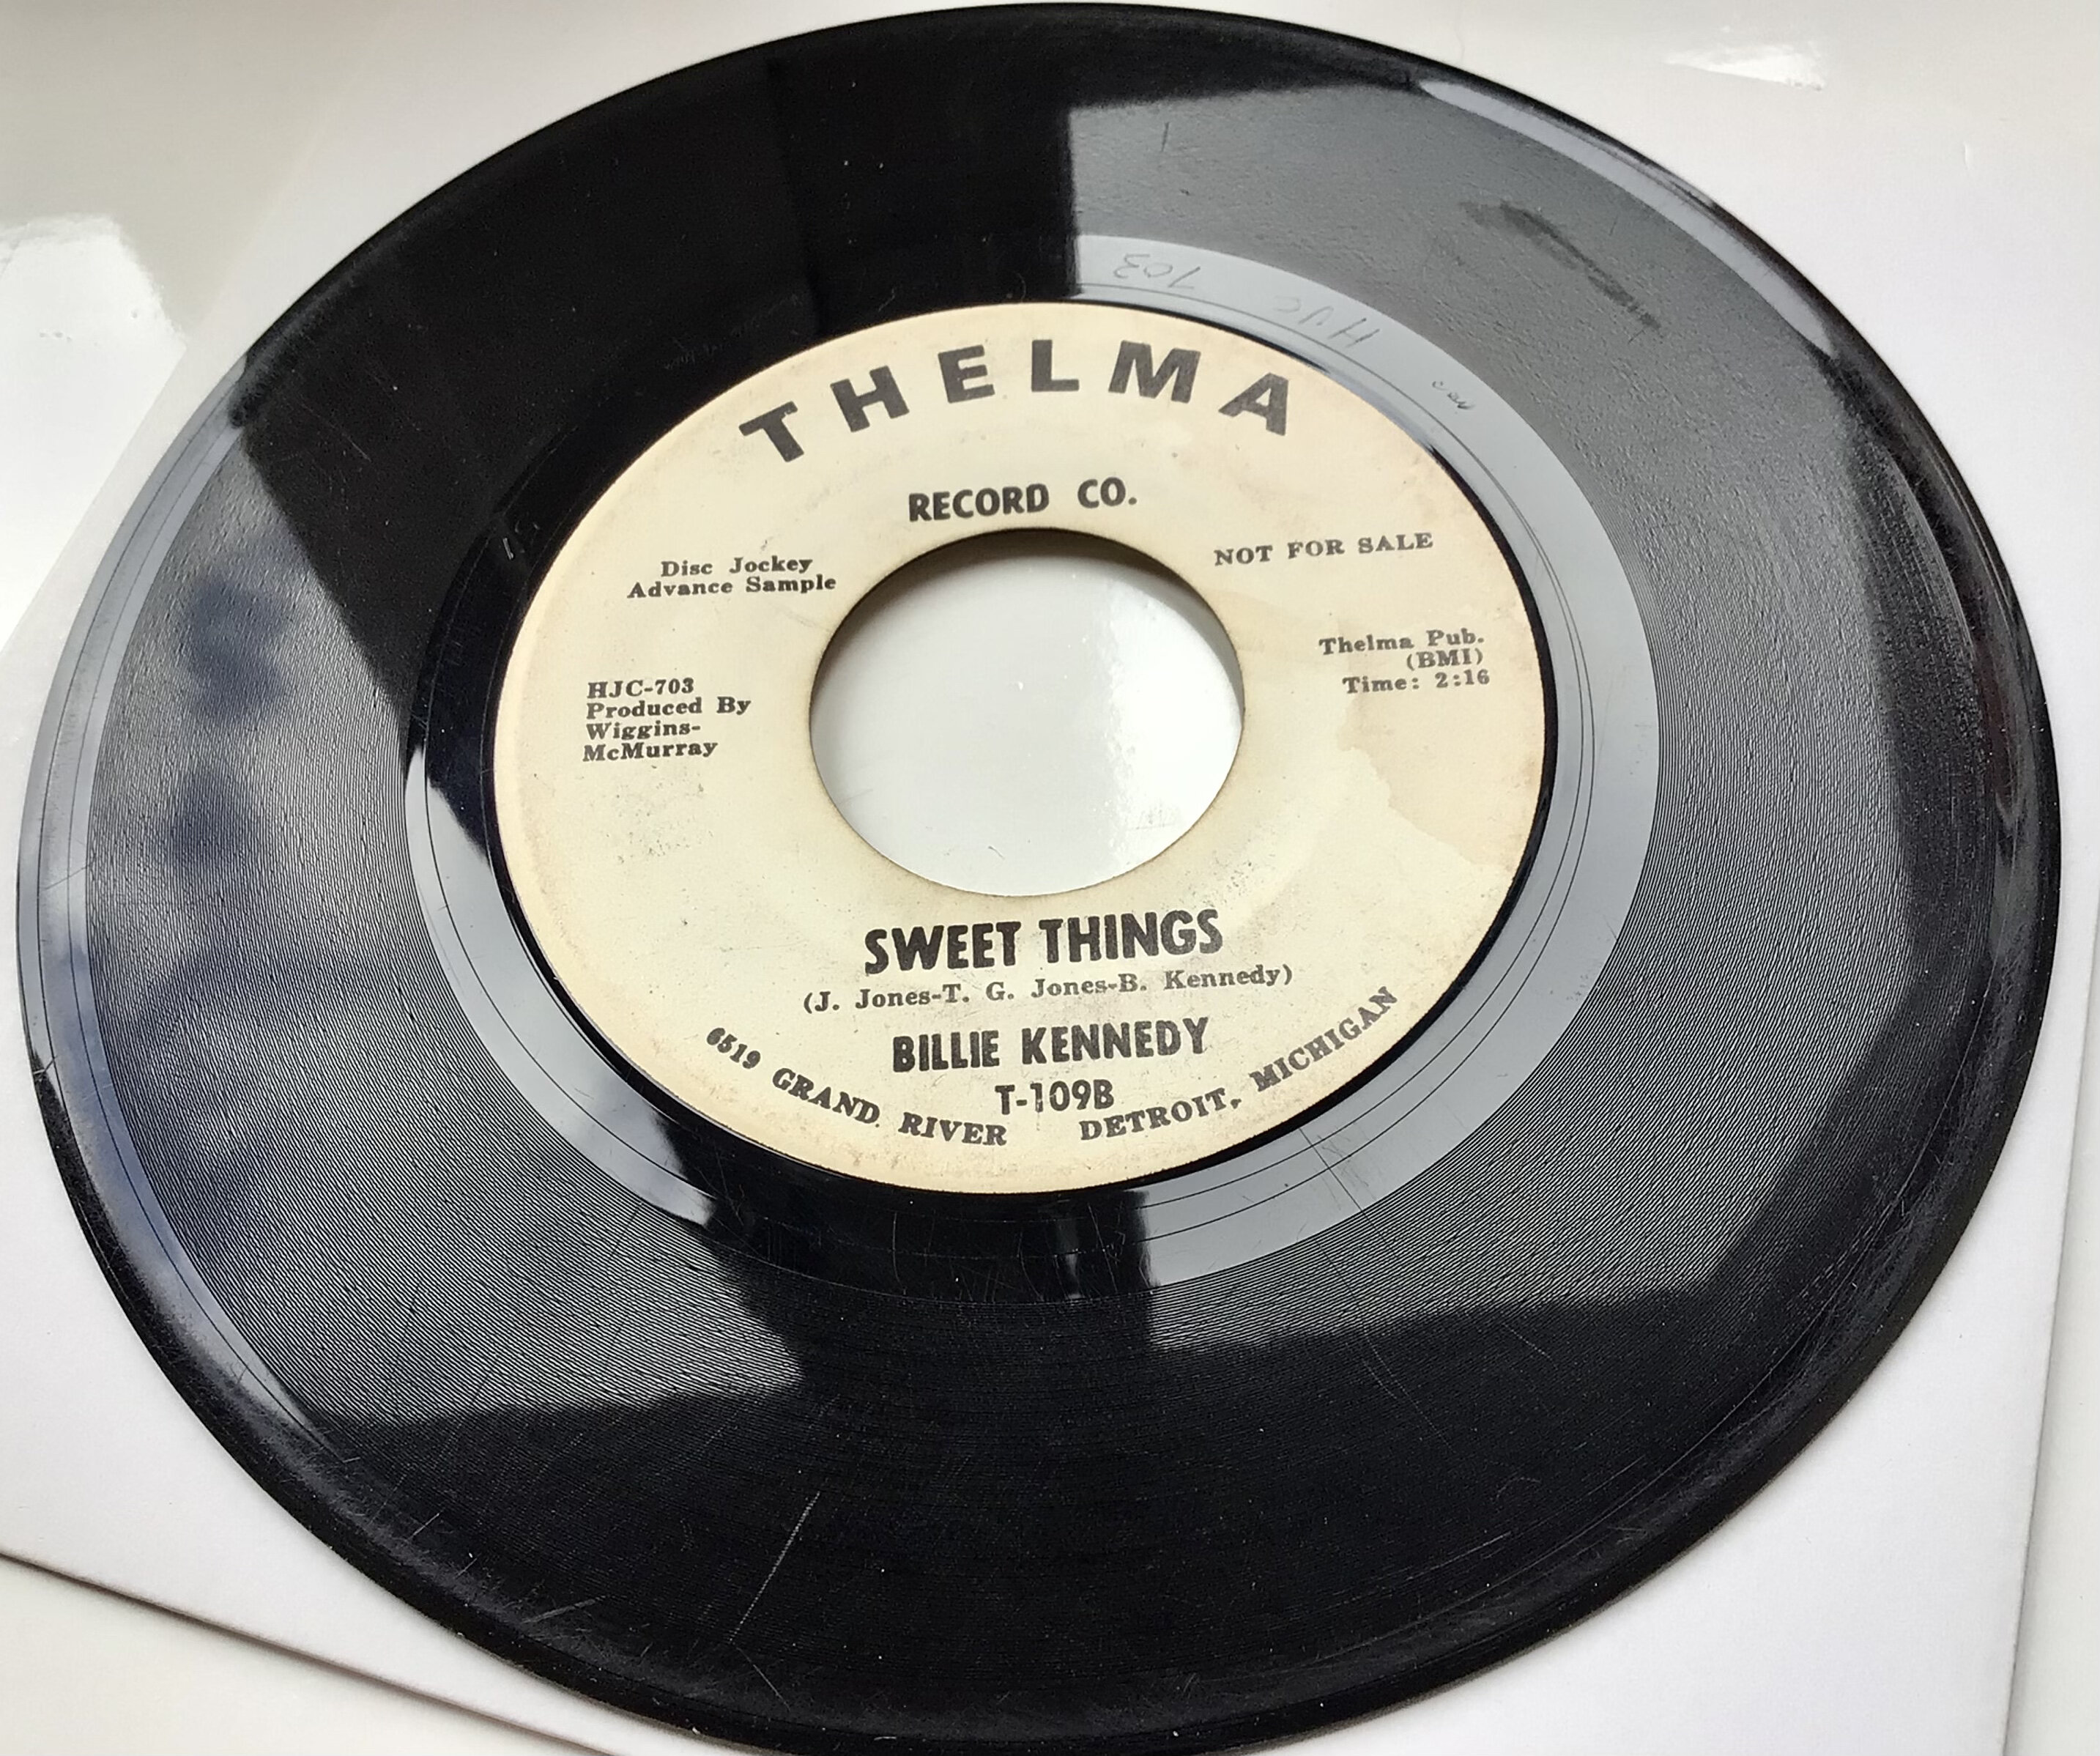 HJC 703
THELMA
RECORD CO.
Disc Jockey
Advance Sample
NOT FOR SALE
HJC-703
Produced By
Wiggins-
McMurray
Thelma Pub.
(BMI)
Time: 2:16
SWEET THINGS
(J. Jones-T. G. Jones-B. Kennedy)
BILLIE KENNEDY
T-109B
6519 GRAND RIVER DETROIT, MICHIGAN